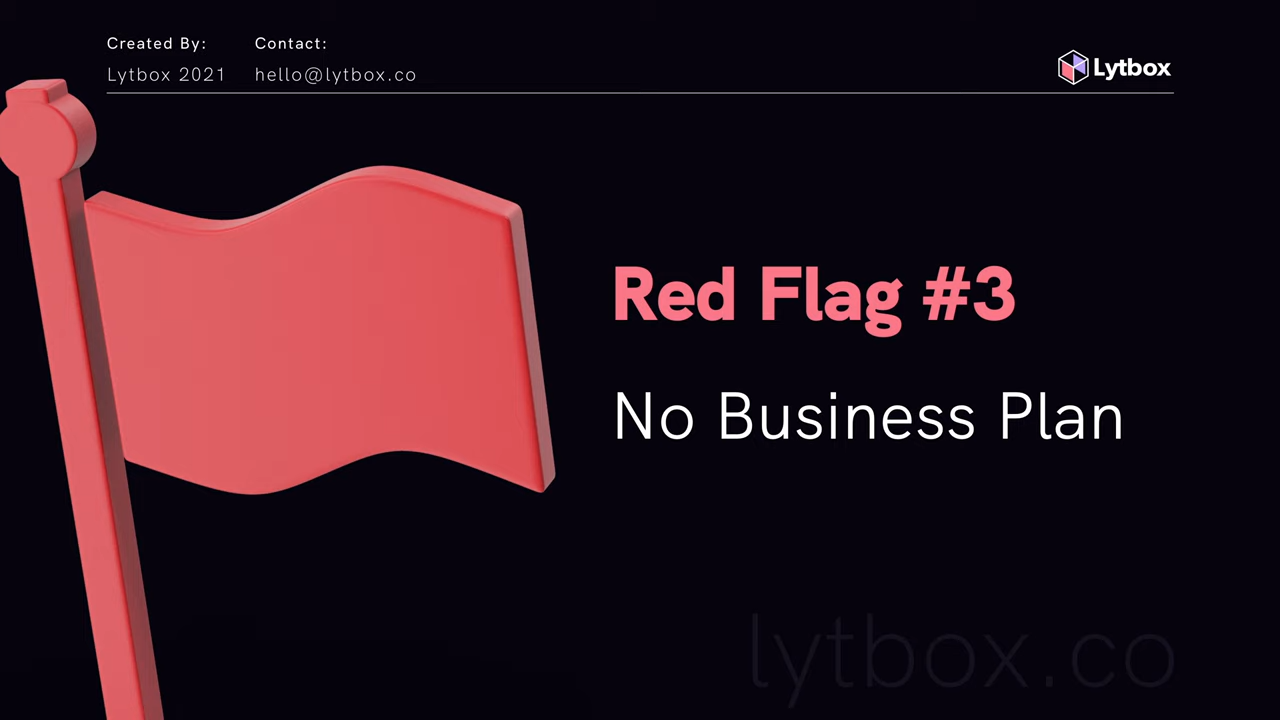 Created By: Contact:
Lytbox 2021 hello@lytbox.co
Lytbox
Red Flag #3
No Business Plan
lytbox.co